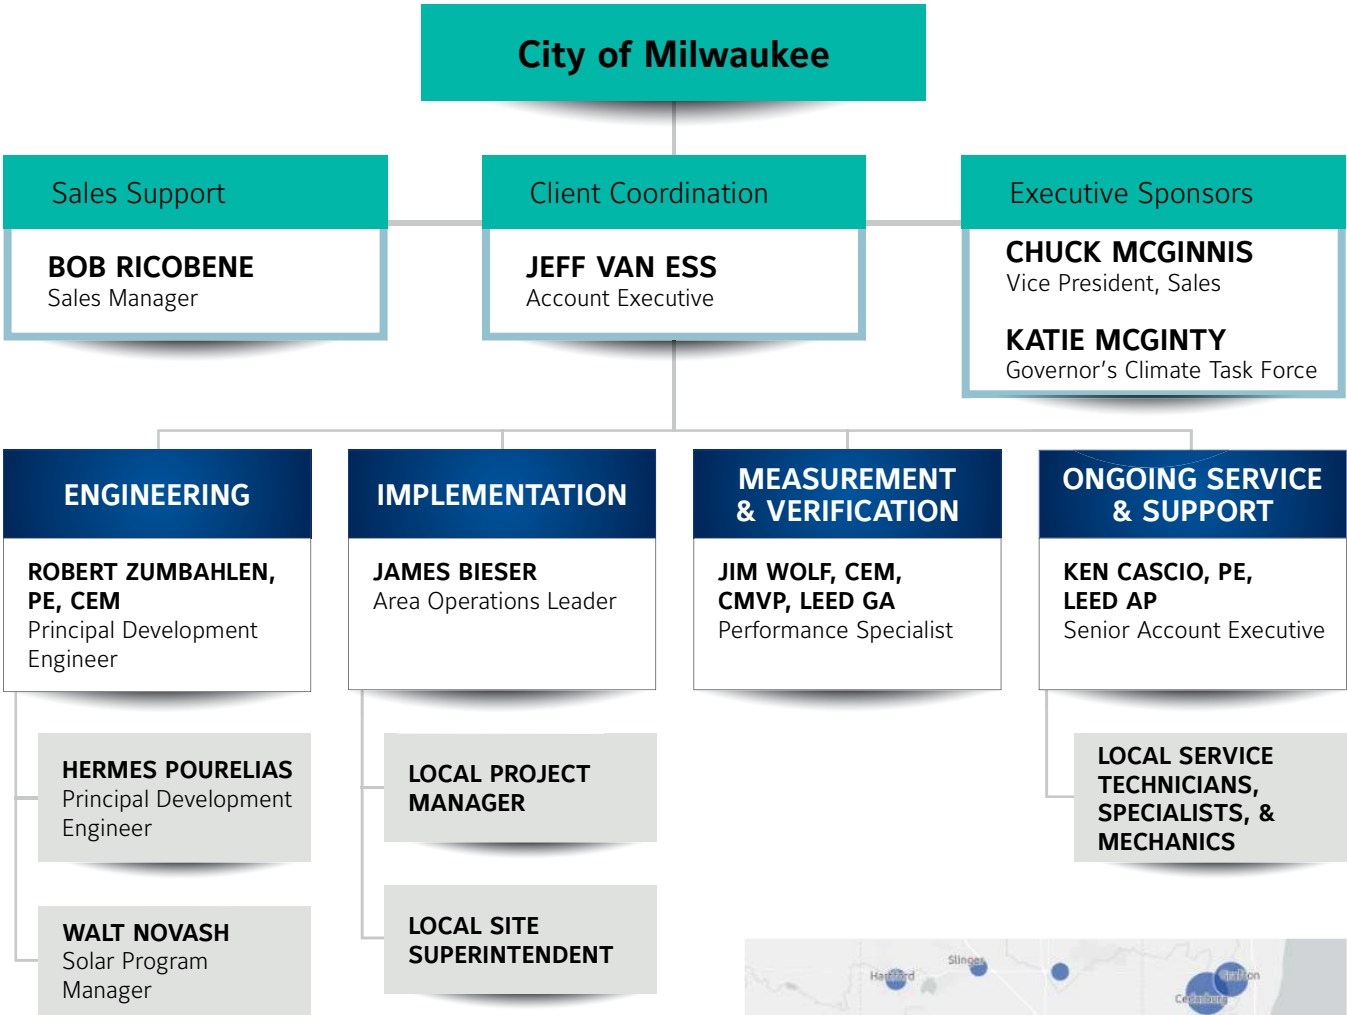 City of Milwaukee
Sales Support
BOB RICOBENE
Sales Manager
Client Coordination
JEFF VAN ESS
Account Executive
Executive Sponsors
CHUCK MCGINNIS
Vice President, Sales
KATIE MCGINTY
Governor's Climate Task Force
ENGINEERING
ROBERT ZUMBAHLEN,
PE, CEM
Principal Development
Engineer
HERMES POURELIAS
Principal Development
Engineer
WALT NOVASH
Solar Program
Manager
IMPLEMENTATION
JAMES BIESER
Area Operations Leader
LOCAL PROJECT
MANAGER
LOCAL SITE
SUPERINTENDENT
MEASUREMENT
& VERIFICATION
JIM WOLF, CEM,
CMVP, LEED GA
Performance Specialist
ONGOING SERVICE
& SUPPORT
KEN CASCIO, PE,
LEED AP
Senior Account Executive
LOCAL SERVICE
TECHNICIANS,
SPECIALISTS, &
MECHANICS
Slinger
Hartford
Grafton
Cedarburg